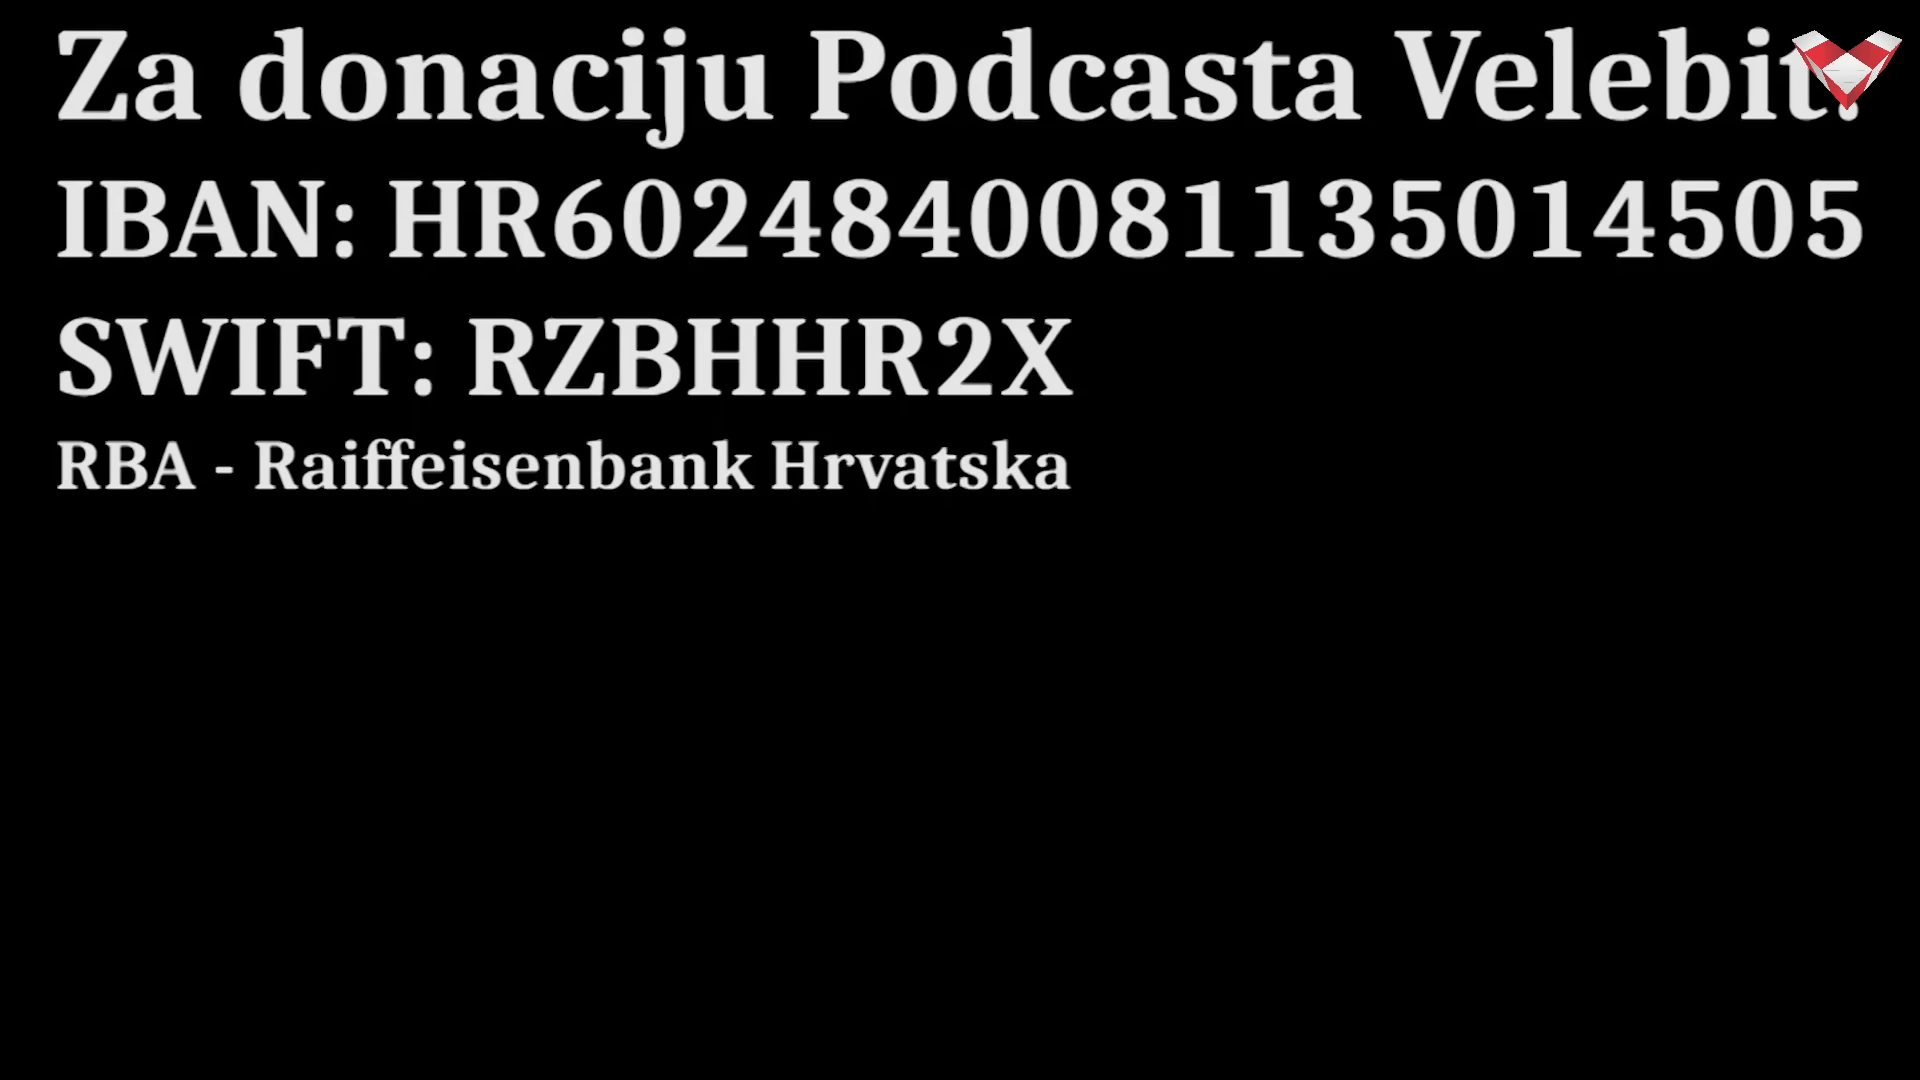 Za donaciju Podcasta Velebit:
IBAN: HR6024840081135014505
SWIFT: RZBHHR2X
RBA - Raiffeisenbank Hrvatska